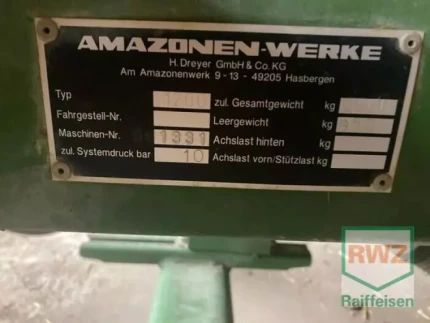 AMAZONEN-WERKE
H. Dreyer GmbH & Co. KG
Am Amazonenwerk 9 - 13 - 49205 Hasbergen
Typ zul. Gesamtgewicht kg
Fahrgestell-Nr. Leergewicht kg
Maschinen-Nr. 1331 Achslast hinten kg
zul. Systemdruck bar 10 Achslast vorn/Stützlast kg
RWZ
Raiffeisen